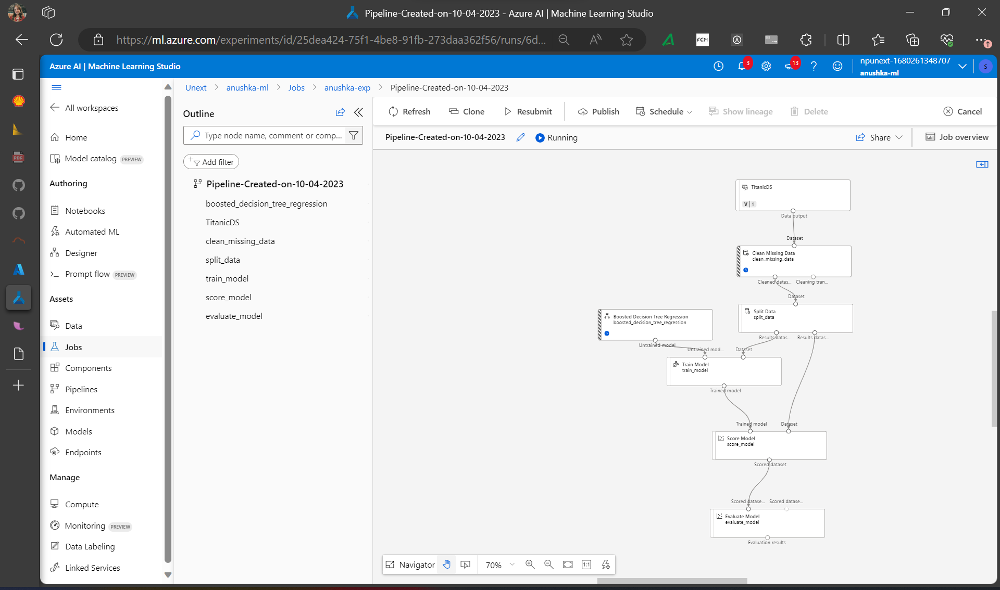 Pipeline-Created-on-10-04-2023 - Azure AI | Machine Learning Studio
https://ml.azure.com/experiments/id/25dea424-75f1-4be8-91fb-273daa362f56/runs/6d...
FCM
Azure AI | Machine Learning Studio
3
13
npunext-1680261348707
anushka-ml
S
All workspaces
Home
Model catalog PREVIEW
Authoring
Notebooks
Automated ML
Designer
Prompt flow PREVIEW
Assets
Data
Jobs
Components
Pipelines
Environments
Models
Endpoints
Manage
Compute
Monitoring PREVIEW
Data Labeling
Linked Services
PDF
Unext > anushka-ml > Jobs > anushka-exp > Pipeline-Created-on-10-04-2023
Outline
Type node name, comment or comp...
Add filter
Pipeline-Created-on-10-04-2023
boosted_decision_tree_regression
TitanicDS
clean_missing_data
split_data
train_model
score_model
evaluate_model
Refresh Clone Resubmit Publish Schedule Show lineage Delete Cancel
Pipeline-Created-on-10-04-2023 Running Share Job overview
TitanicDS
V | 1
Data output
Dataset
Clean Missing Data
clean_missing_data
Cleaned datas... Cleaning tran...
Dataset
Split Data
split_data
Results datas... Results datas...
Boosted Decision Tree Regression
boosted_decision_tree_regression
Untrained model
Untrained mod... Dataset
Train Model
train_model
Trained model
Trained model Dataset
Score Model
score_model
Scored dataset
Scored datase... Scored datase...
Evaluate Model
evaluate_model
Evaluation results
Navigator 70% 1:1